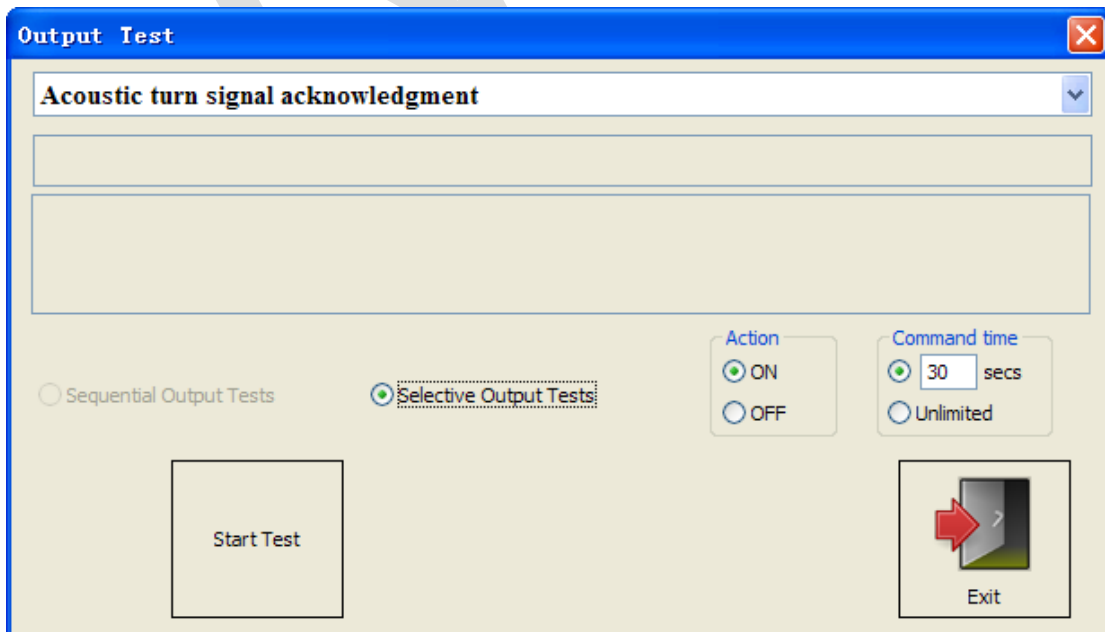 Output Test
Acoustic turn signal acknowledgment
Action
Command time
ON
30 secs
Sequential Output Tests
Selective Output Tests
OFF
Unlimited
Start Test
Exit